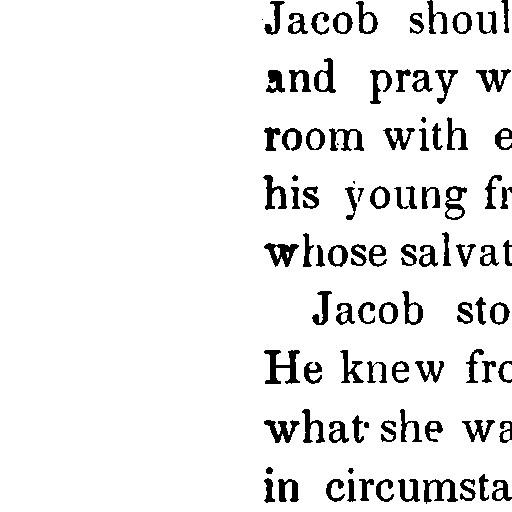 Jacob shoul
and pray w
room with e
his young fr
whose salvat
Jacob sto
He knew fro
what she wa
in circumsta